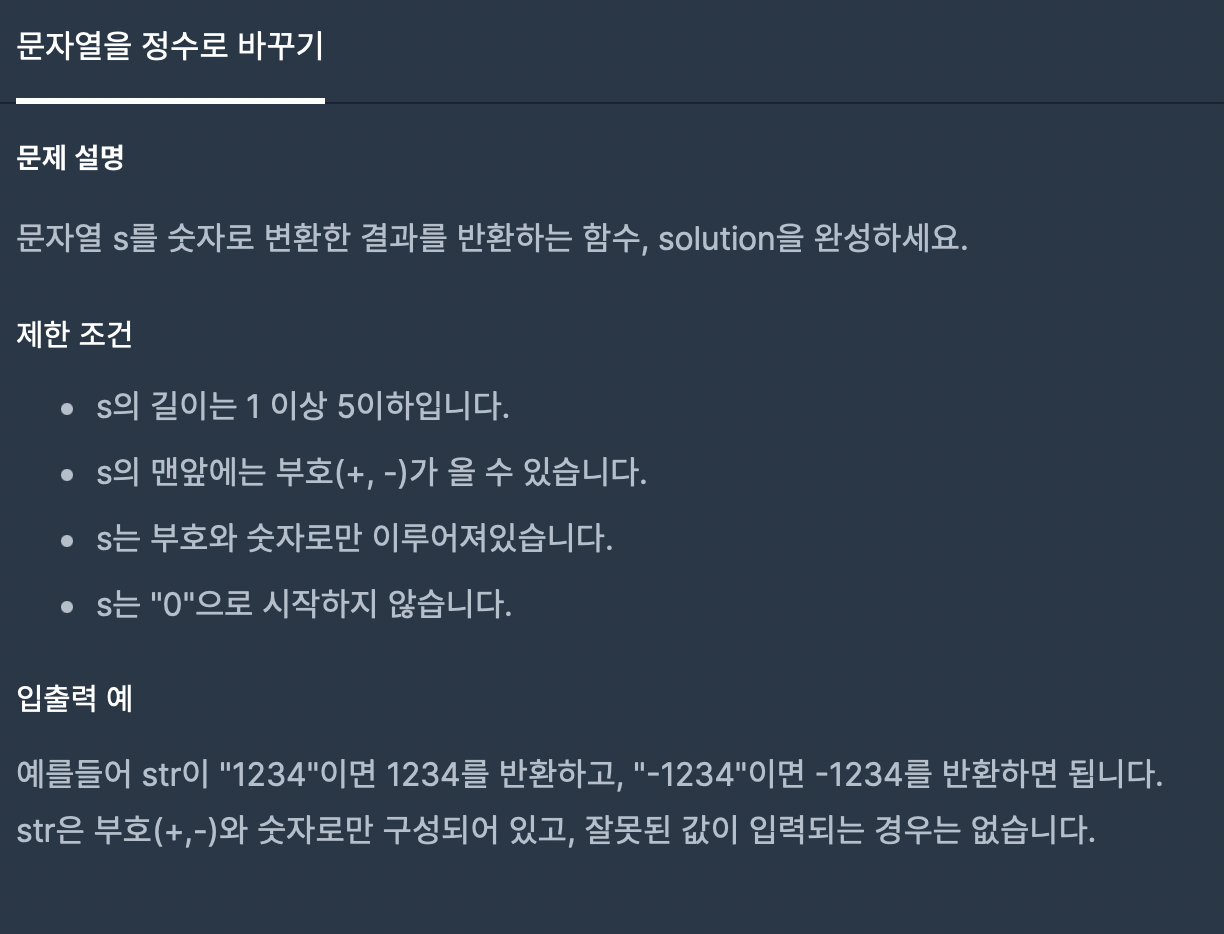 문자열을 정수로 바꾸기
문제 설명
문자열 s를 숫자로 변환한 결과를 반환하는 함수, solution을 완성하세요.
제한 조건
s의 길이는 1 이상 5이하입니다.
s의 맨앞에는 부호(+, -)가 올 수 있습니다.
s는 부호와 숫자로만 이루어져있습니다.
s는 "0"으로 시작하지 않습니다.
입출력 예
예를들어 str이 "1234"이면 1234를 반환하고, "-1234"이면 -1234를 반환하면 됩니다.
str은 부호(+,-)와 숫자로만 구성되어 있고, 잘못된 값이 입력되는 경우는 없습니다.